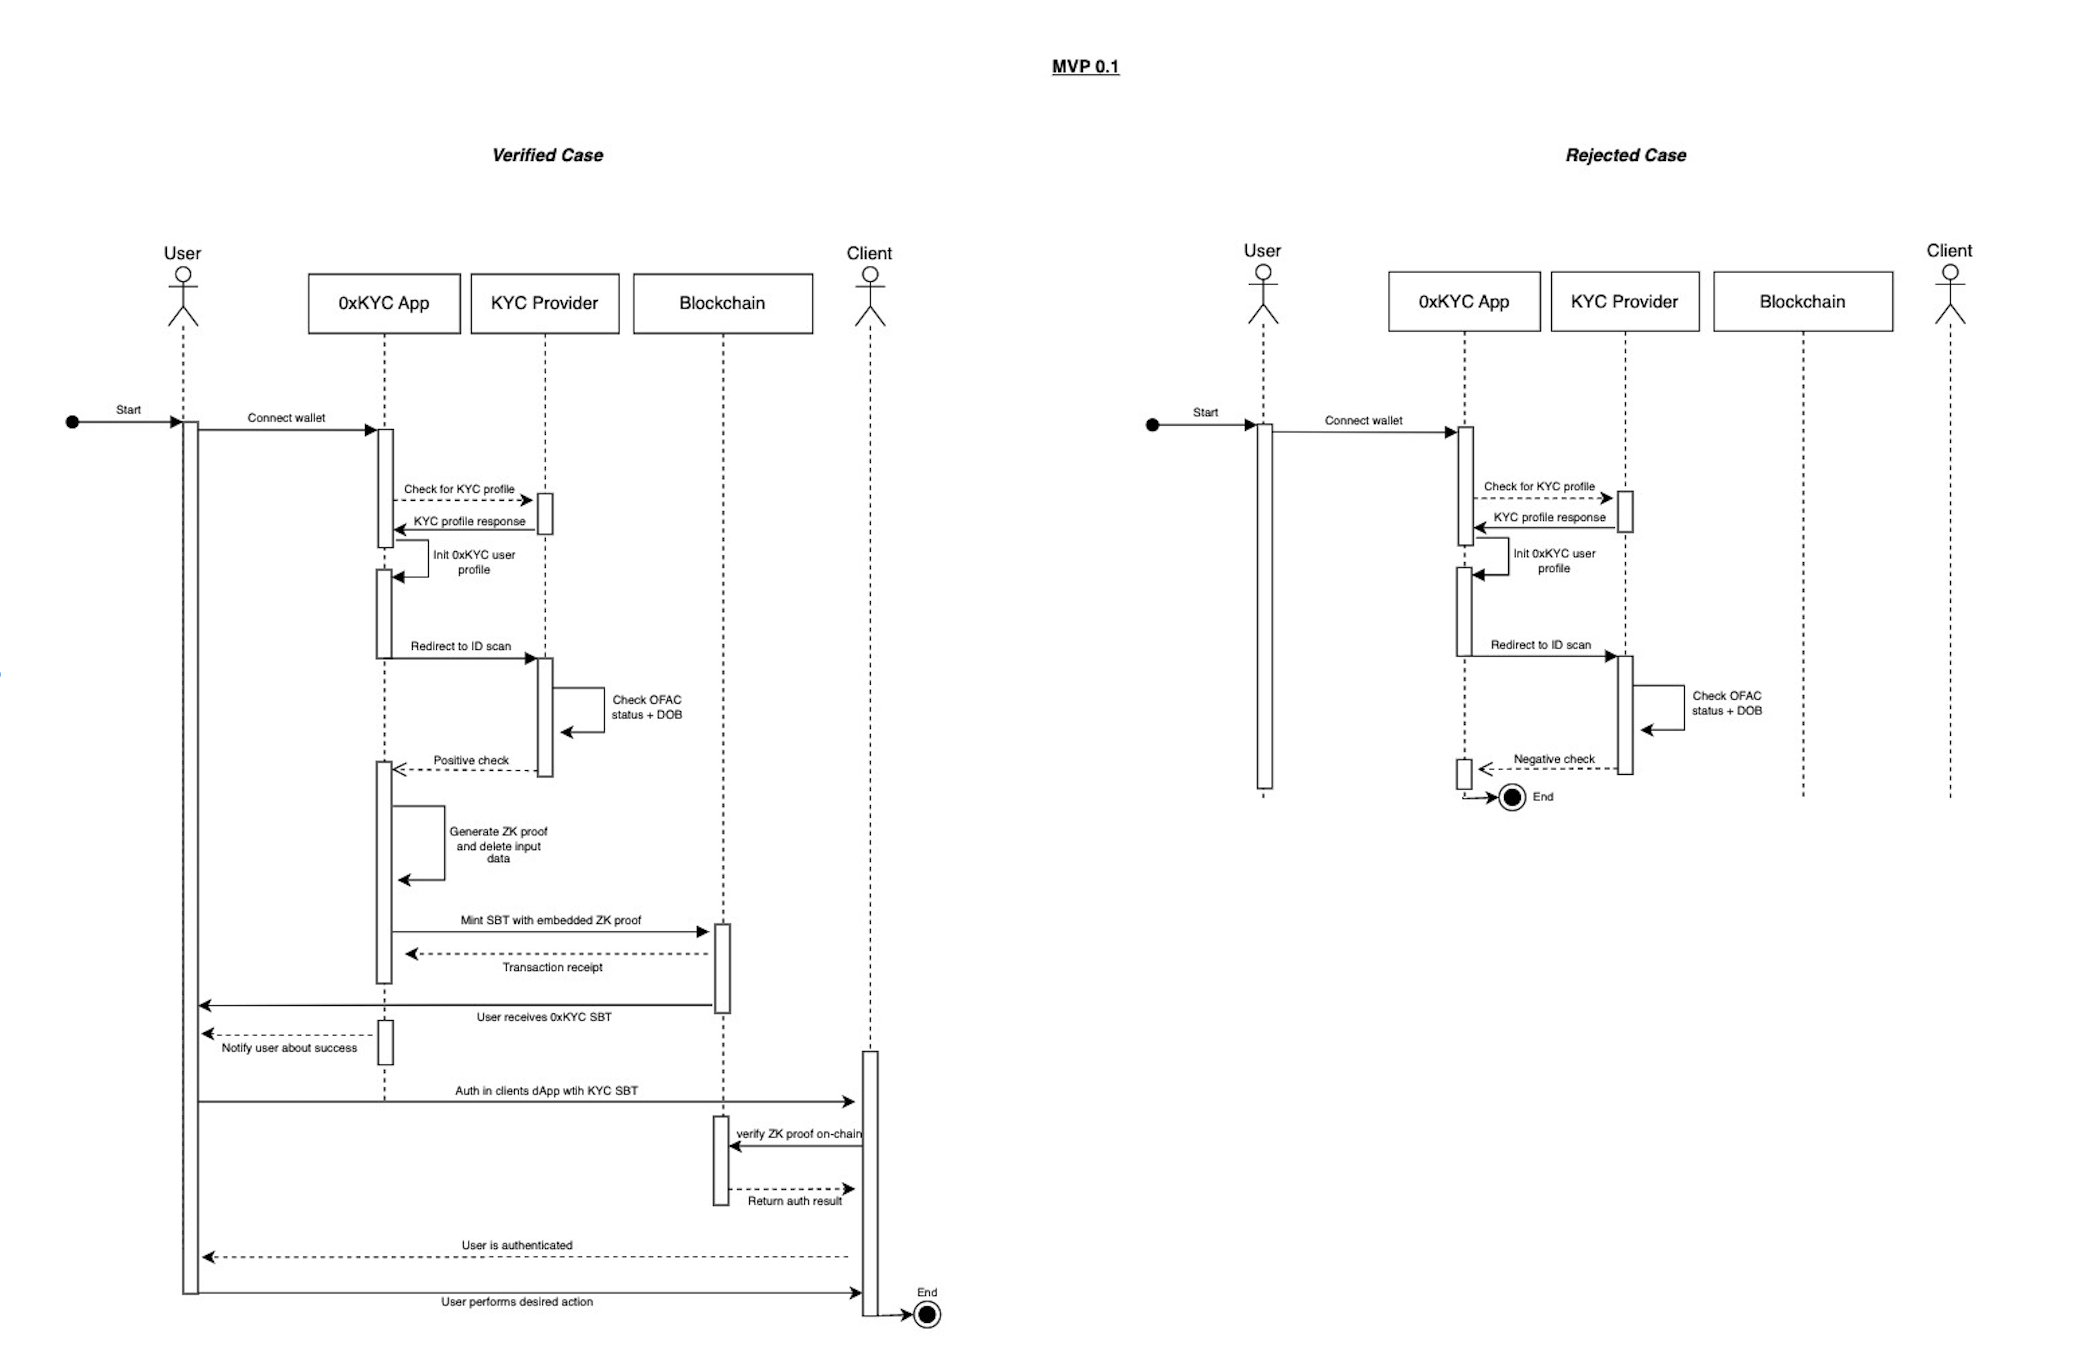 MVP 0.1
Verified Case
User
0xKYC App
KYC Provider
Blockchain
Client
Start
Connect wallet
Check for KYC profile
KYC profile response
Init 0xKYC user
profile
Redirect to ID scan
Check OFAC
status + DOB
Positive check
Generate ZK proof
and delete input
data
Mint SBT with embedded ZK proof
Transaction receipt
User receives 0xKYC SBT
Notify user about success
Auth in clients dApp wtih KYC SBT
verify ZK proof on-chain
Return auth result
User is authenticated
User performs desired action
End
Rejected Case
User
0xKYC App
KYC Provider
Blockchain
Client
Start
Connect wallet
Check for KYC profile
KYC profile response
Init 0xKYC user
profile
Redirect to ID scan
Check OFAC
status + DOB
Negative check
End